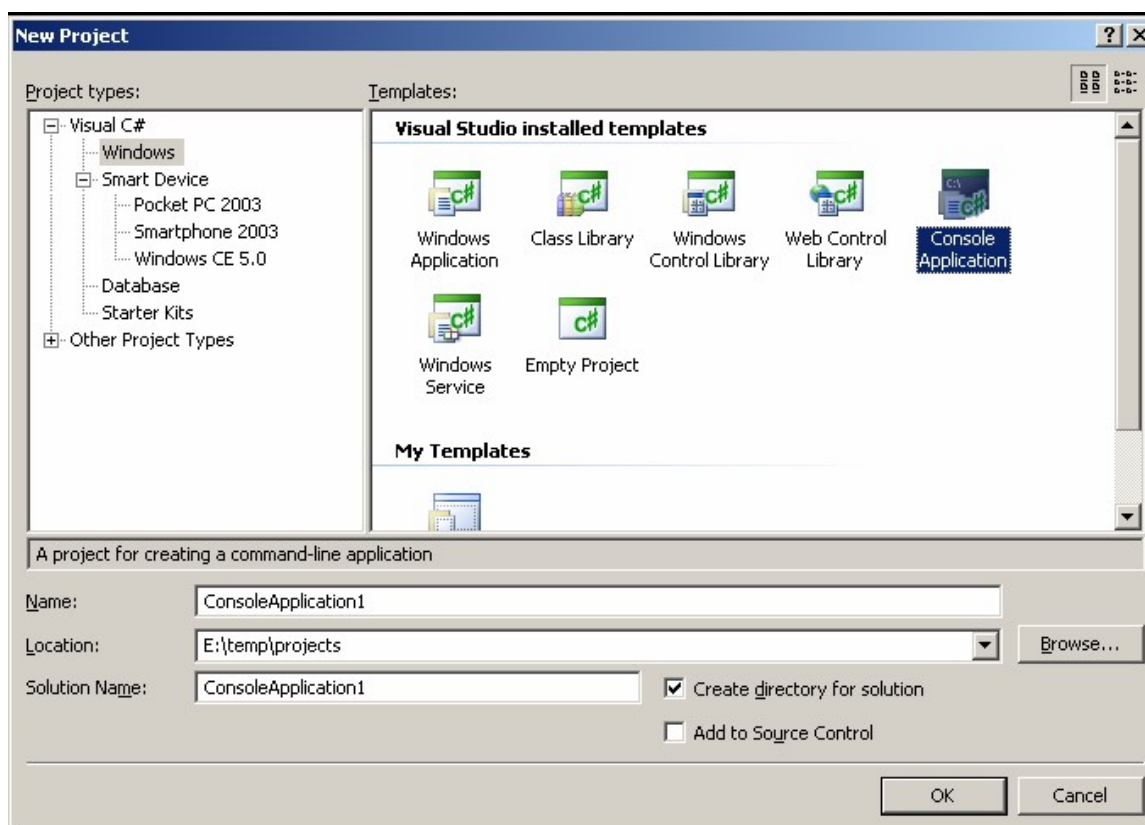 New Project
Project types:
Templates:
Visual C#
Windows
Smart Device
Pocket PC 2003
Smartphone 2003
Windows CE 5.0
Database
Starter Kits
Other Project Types
Visual Studio installed templates
Windows
Application
Class Library
Windows
Control Library
Web Control
Library
Console
Application
Windows
Service
Empty Project
My Templates
A project for creating a command-line application
Name:
ConsoleApplication1
Location:
E:\temp\projects
Browse...
Solution Name:
ConsoleApplication1
Create directory for solution
Add to Source Control
OK
Cancel